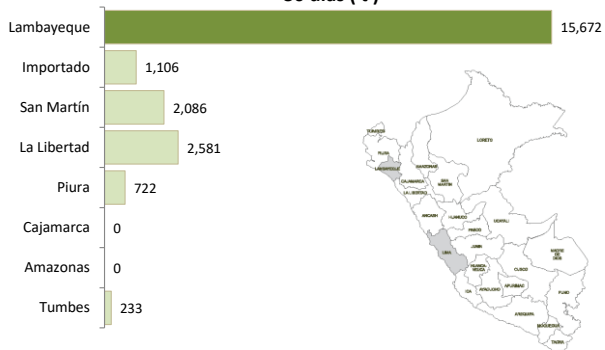 30 días ( t )
Lambayeque 15,672
Importado 1,106
San Martín 2,086
La Libertad 2,581
Piura 722
Cajamarca 0
Amazonas 0
Tumbes 233
TUMBES
LORETO
PIURA
LAMBAYEQUE AMAZONAS
CAJAMARCA SAN
MARTIN
LA LIBERTAD
ANCASH HUANUCO UCAYALI
PASCO
LIMA JUNIN MADRE
DE
DIOS
HUANCA-
VELICA CUSCO
ICA AYACUCHO APURIMAC PUNO
AREQUIPA
MOQUEGUA
TACNA